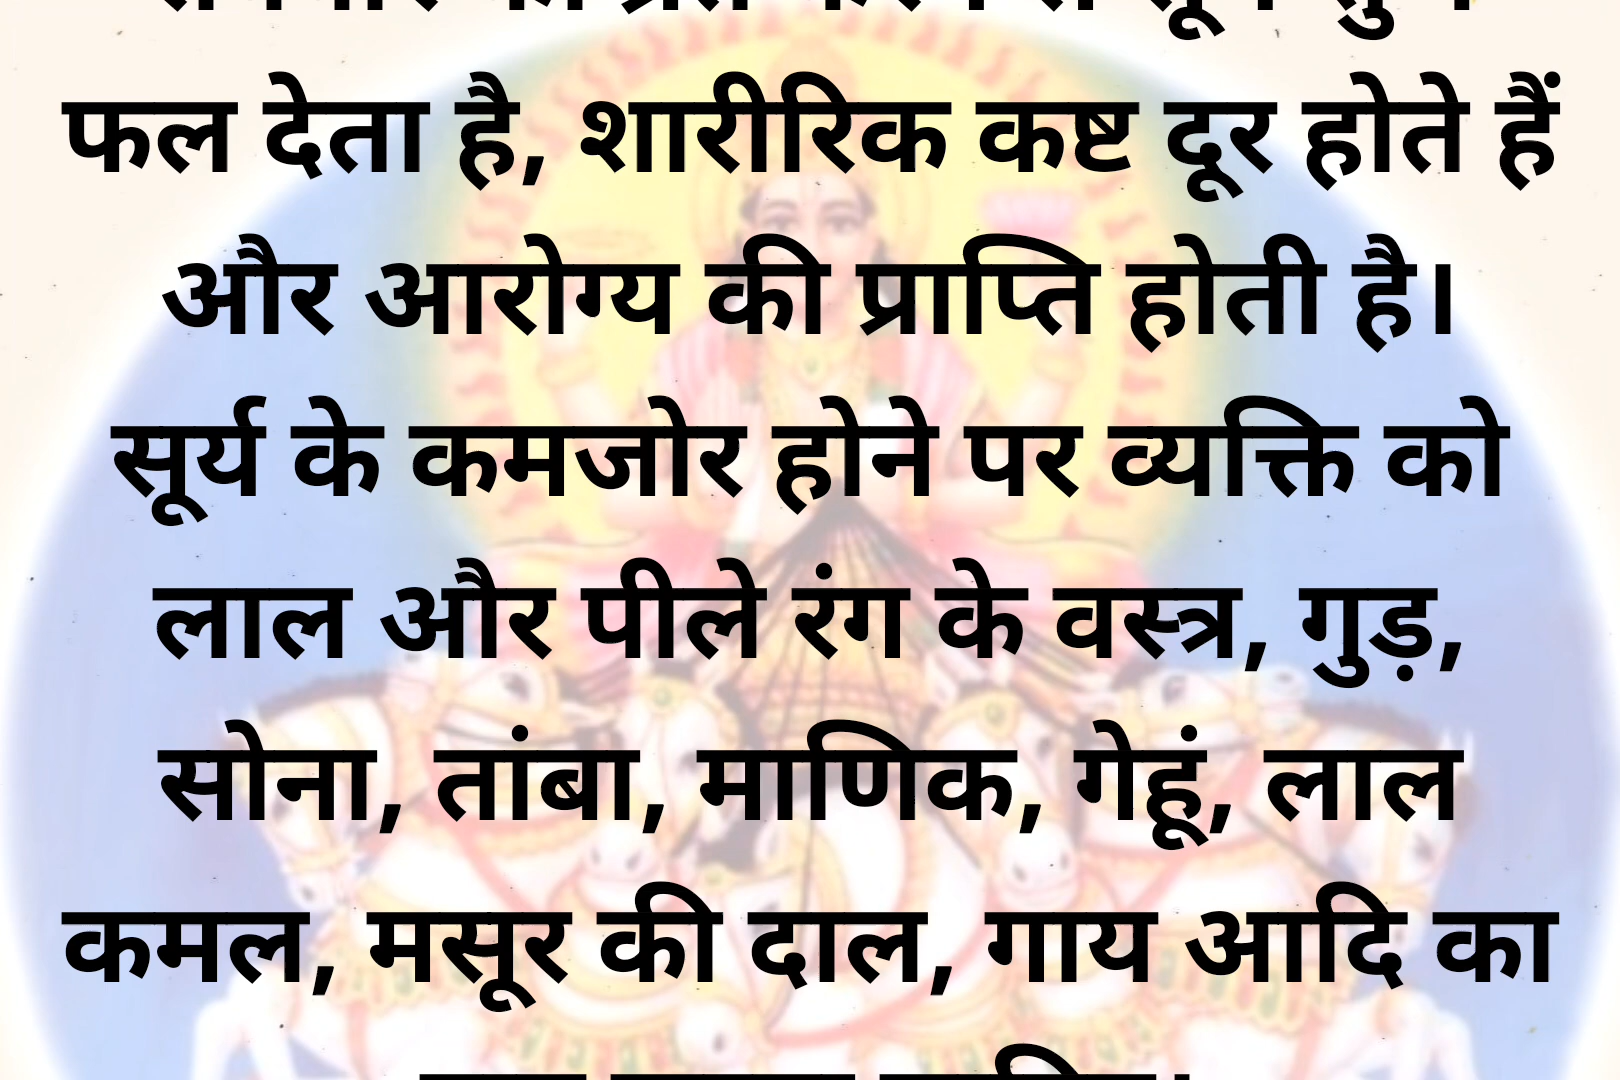 फल देता है, शारीरिक कष्ट दूर होते हैं
और आरोग्य की प्राप्ति होती है।
सूर्य के कमजोर होने पर व्यक्ति को
लाल और पीले रंग के वस्त्र, गुड़,
सोना, तांबा, माणिक, गेहूं, लाल
कमल, मसूर की दाल, गाय आदि का